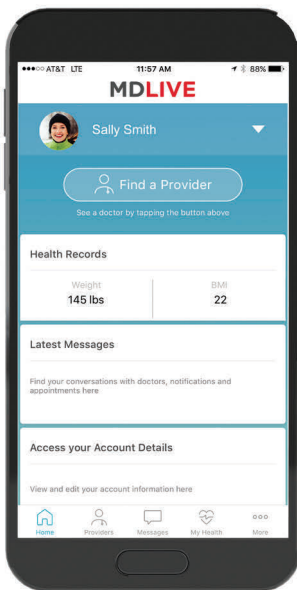 AT&T LTE 11:57 AM 88%
MDLIVE
Sally Smith
Find a Provider
See a doctor by tapping the button above
Health Records
Weight BMI
145 lbs 22
Latest Messages
Find your conversations with doctors, notifications and
appointments here
Access your Account Details
View and edit your account information here
Home Providers Messages My Health More